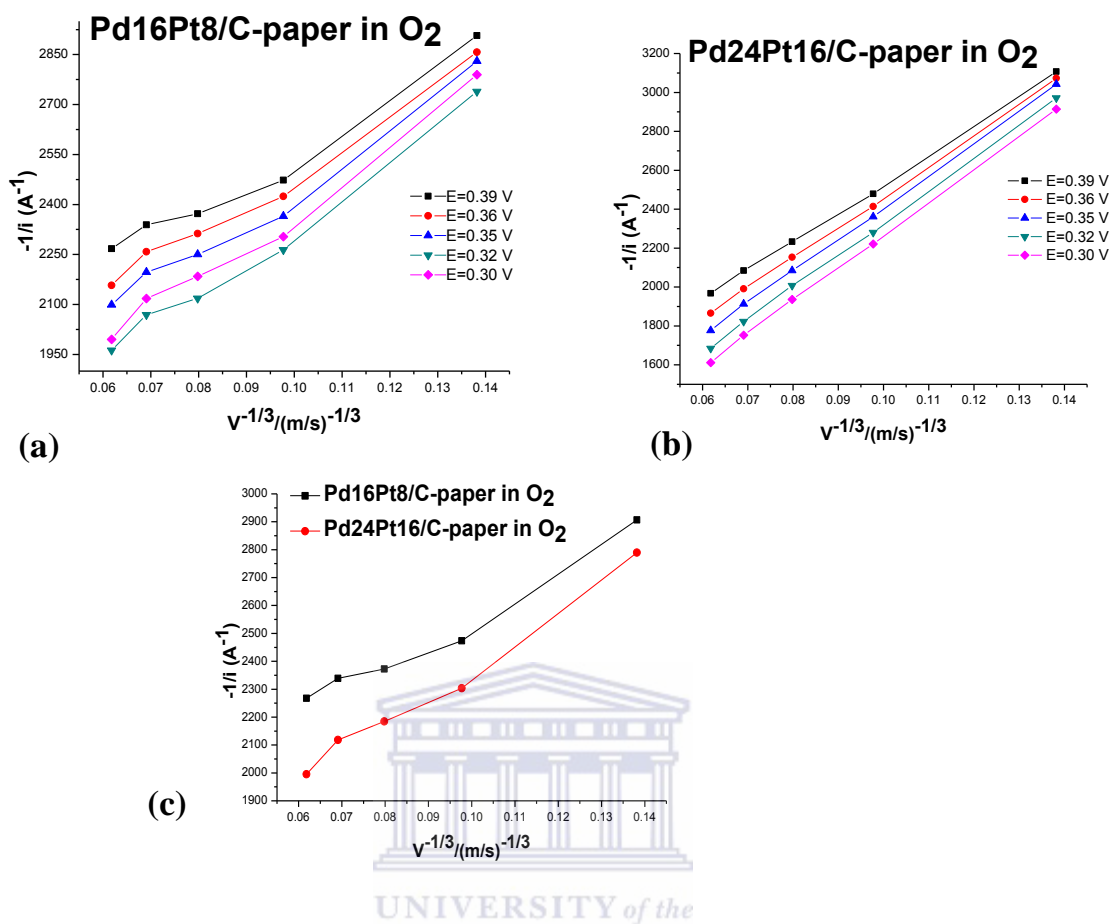 Pd16Pt8/C-paper in O2
2850
2700
2550
2400
2250
2100
1950
-1/i (A-1)
E=0.39 V
E=0.36 V
E=0.35 V
E=0.32 V
E=0.30 V
0.06 0.07 0.08 0.09 0.10 0.11 0.12 0.13 0.14
V-1/3/(m/s)-1/3
(a)
Pd24Pt16/C-paper in O2
3200
3000
2800
2600
2400
2200
2000
1800
1600
-1/i (A-1)
E=0.39 V
E=0.36 V
E=0.35 V
E=0.32 V
E=0.30 V
0.06 0.07 0.08 0.09 0.10 0.11 0.12 0.13 0.14
V-1/3/(m/s)-1/3
(b)
Pd16Pt8/C-paper in O2
Pd24Pt16/C-paper in O2
3000
2900
2800
2700
2600
2500
2400
2300
2200
2100
2000
1900
-1/i (A-1)
0.06 0.07 0.08 0.09 0.10 0.11 0.12 0.13 0.14
V-1/3/(m/s)-1/3
(c)
UNIVERSITY of the